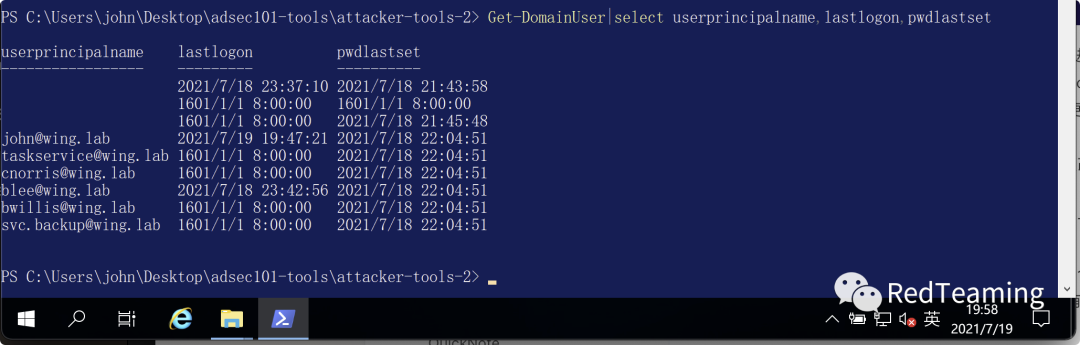 PS C:\Users\john\Desktop\adsec101-tools\attacker-tools-2> Get-DomainUser|select userprincipalname,lastlogon,pwdlastset
userprincipalname lastlogon pwdlastset
----------------- --------- ----------
2021/7/18 23:37:10 2021/7/18 21:43:58
1601/1/1 8:00:00 1601/1/1 8:00:00
1601/1/1 8:00:00 2021/7/18 21:45:48
john@wing.lab 2021/7/19 19:47:21 2021/7/18 22:04:51
taskservice@wing.lab 1601/1/1 8:00:00 2021/7/18 22:04:51
cnorris@wing.lab 1601/1/1 8:00:00 2021/7/18 22:04:51
blee@wing.lab 2021/7/18 23:42:56 2021/7/18 22:04:51
bwillis@wing.lab 1601/1/1 8:00:00 2021/7/18 22:04:51
svc.backup@wing.lab 1601/1/1 8:00:00 2021/7/18 22:04:51
PS C:\Users\john\Desktop\adsec101-tools\attacker-tools-2>
RedTeaming
英
19:58
2021/7/19
QuickNote